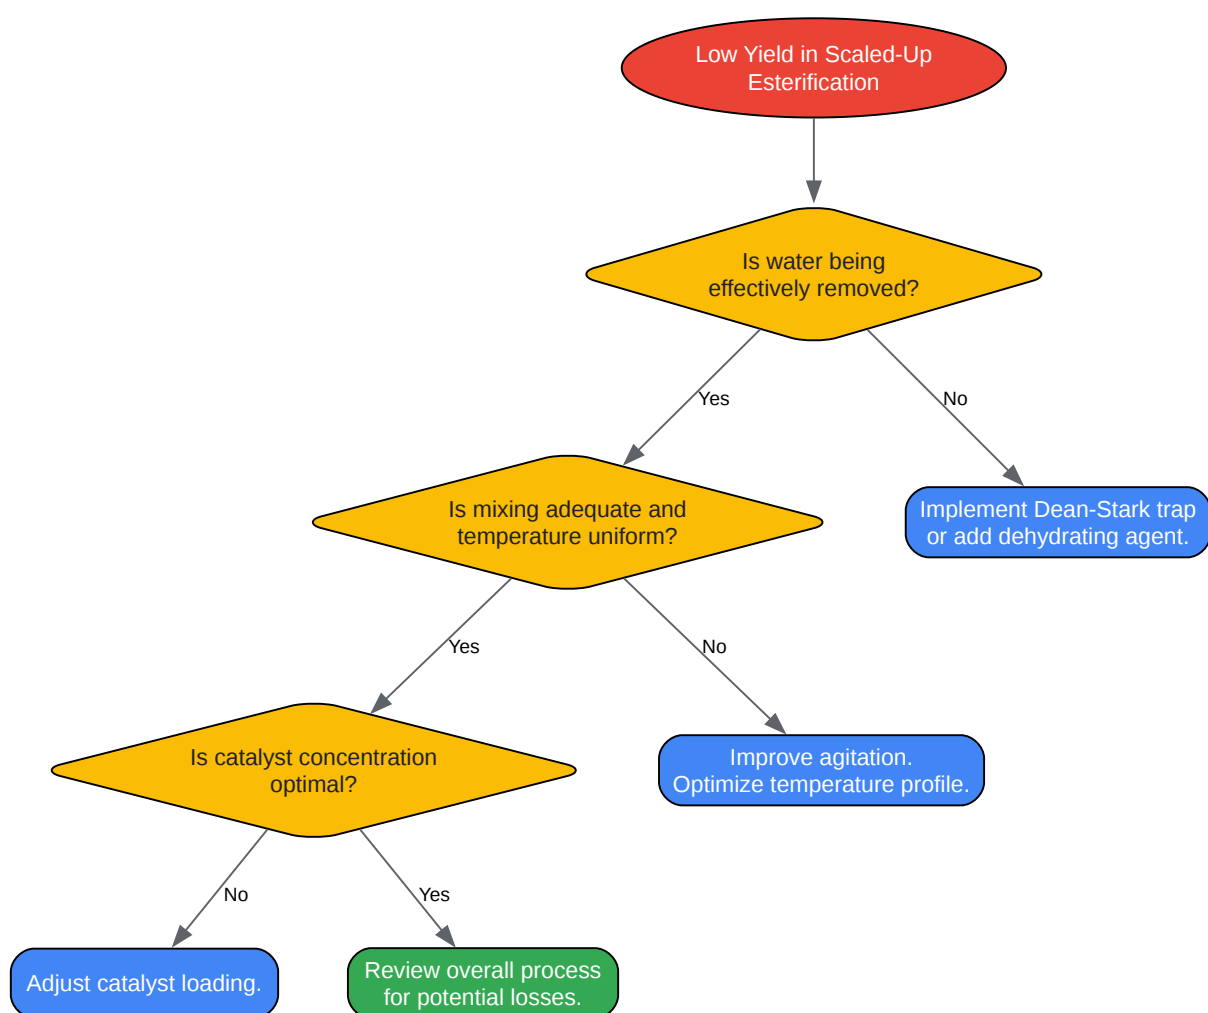 Low Yield in Scaled-Up
Esterification
Is water being
effectively removed?
Yes
No
Is mixing adequate and
temperature uniform?
Implement Dean-Stark trap
or add dehydrating agent.
Yes
No
Is catalyst concentration
optimal?
Improve agitation.
Optimize temperature profile.
No
Yes
Adjust catalyst loading.
Review overall process
for potential losses.